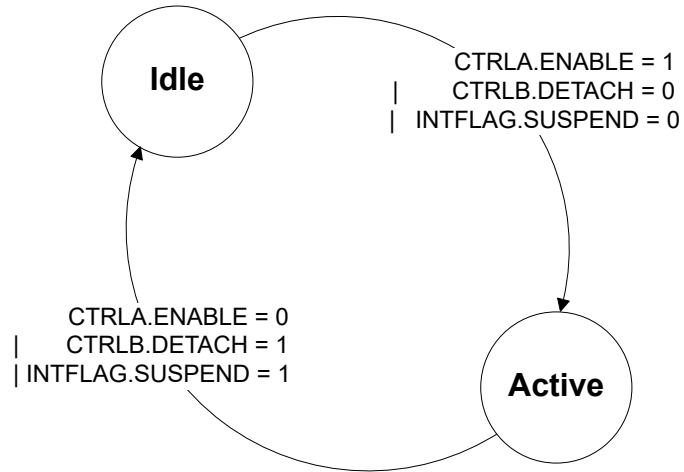 Idle
CTRLA.ENABLE = 1
| CTRLB.DETACH = 0
| INTFLAG.SUSPEND = 0
CTRLA.ENABLE = 0
| CTRLB.DETACH = 1
| INTFLAG.SUSPEND = 1
Active